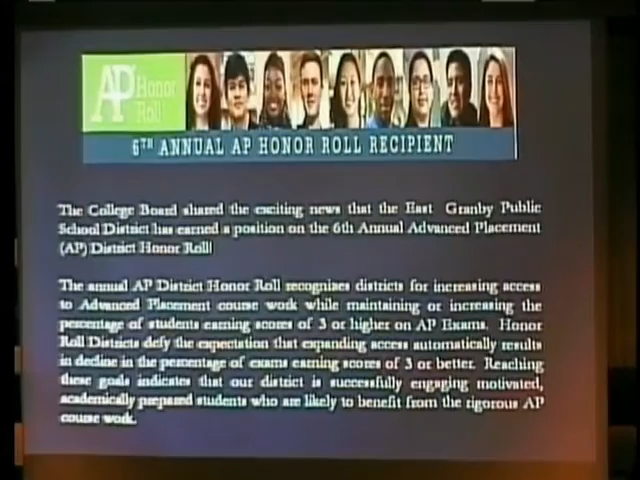 AP Honor
Roll
6TH ANNUAL AP HONOR ROLL RECIPIENT
The College Board shared the exciting news that the East Granby Public
School District has earned a position on the 6th Annual Advanced Placement
(AP) District Honor Roll!
The annual AP District Honor Roll recognizes districts for increasing access
to Advanced Placement course work while maintaining or increasing the
percentage of students earning scores of 3 or higher on AP Exams. Honor
Roll Districts defy the expectation that expanding access automatically results
in decline in the percentage of exams earning scores of 3 or better. Reaching
these goals indicates that our district is successfully engaging motivated,
academically prepared students who are likely to benefit from the rigorous AP
course work.